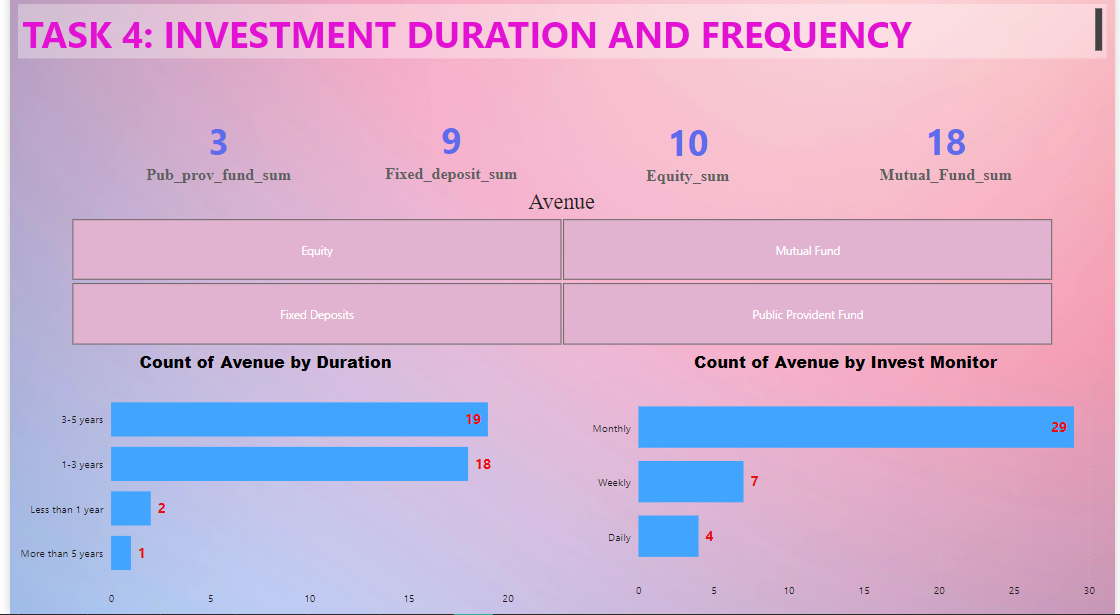 TASK 4: INVESTMENT DURATION AND FREQUENCY
3 9 10 18
Pub_prov_fund_sum Fixed_deposit_sum Equity_sum Mutual_Fund_sum
Avenue
Equity Mutual Fund
Fixed Deposits Public Provident Fund
Count of Avenue by Duration
3-5 years 19
1-3 years 18
Less than 1 year 2
More than 5 years 1
0 5 10 15 20
Count of Avenue by Invest Monitor
Monthly 29
Weekly 7
Daily 4
0 5 10 15 20 25 30